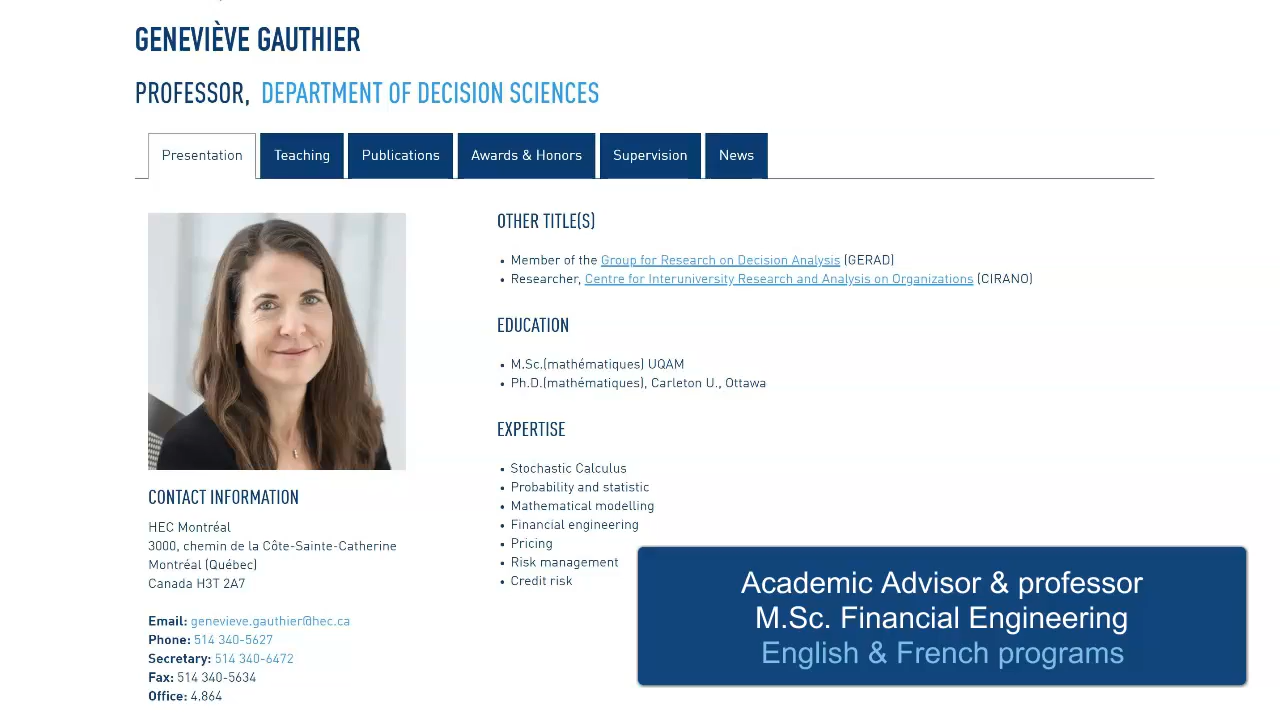 GENEVIÈVE GAUTHIER
PROFESSOR, DEPARTMENT OF DECISION SCIENCES
Presentation Teaching Publications Awards & Honors Supervision News
OTHER TITLE(S)
• Member of the Group for Research on Decision Analysis (GERAD)
• Researcher, Centre for Interuniversity Research and Analysis on Organizations (CIRANO)
EDUCATION
• M.Sc.(mathématiques) UQAM
• Ph.D.(mathématiques), Carleton U., Ottawa
EXPERTISE
• Stochastic Calculus
• Probability and statistic
• Mathematical modelling
• Financial engineering
• Pricing
• Risk management
• Credit risk
CONTACT INFORMATION
HEC Montréal
3000, chemin de la Côte-Sainte-Catherine
Montréal (Québec)
Canada H3T 2A7
Email: genevieve.gauthier@hec.ca
Phone: 514 340-5627
Secretary: 514 340-6472
Fax: 514 340-5634
Office: 4.864
Academic Advisor & professor
M.Sc. Financial Engineering
English & French programs